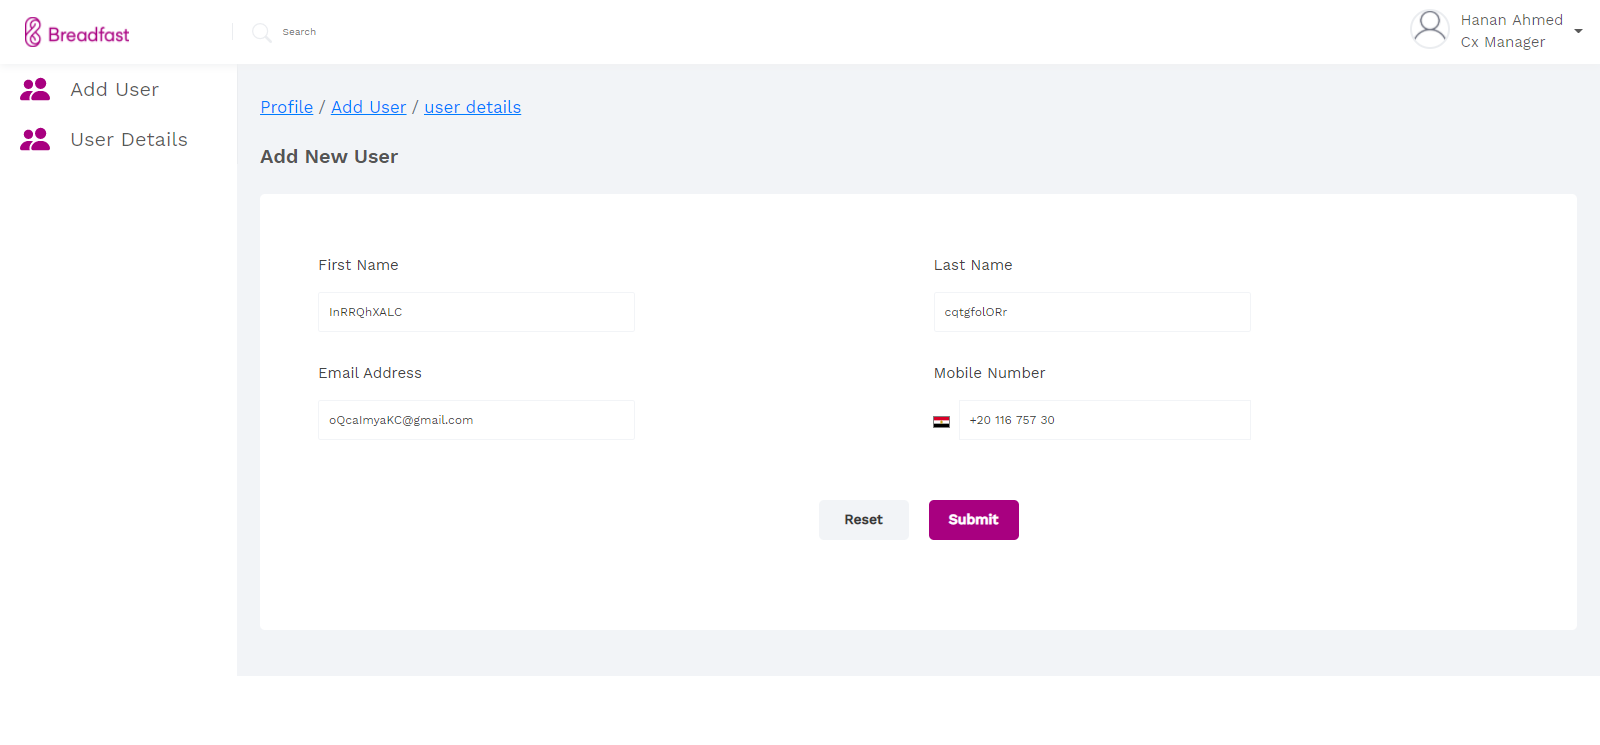 Breadfast
Search
Hanan Ahmed
Cx Manager
Add User
User Details
Profile / Add User / user details
Add New User
First Name
Last Name
InRRQhXALC
cqtgfolORr
Email Address
Mobile Number
oQcaImyaKC@gmail.com
+20 116 757 30
Reset
Submit